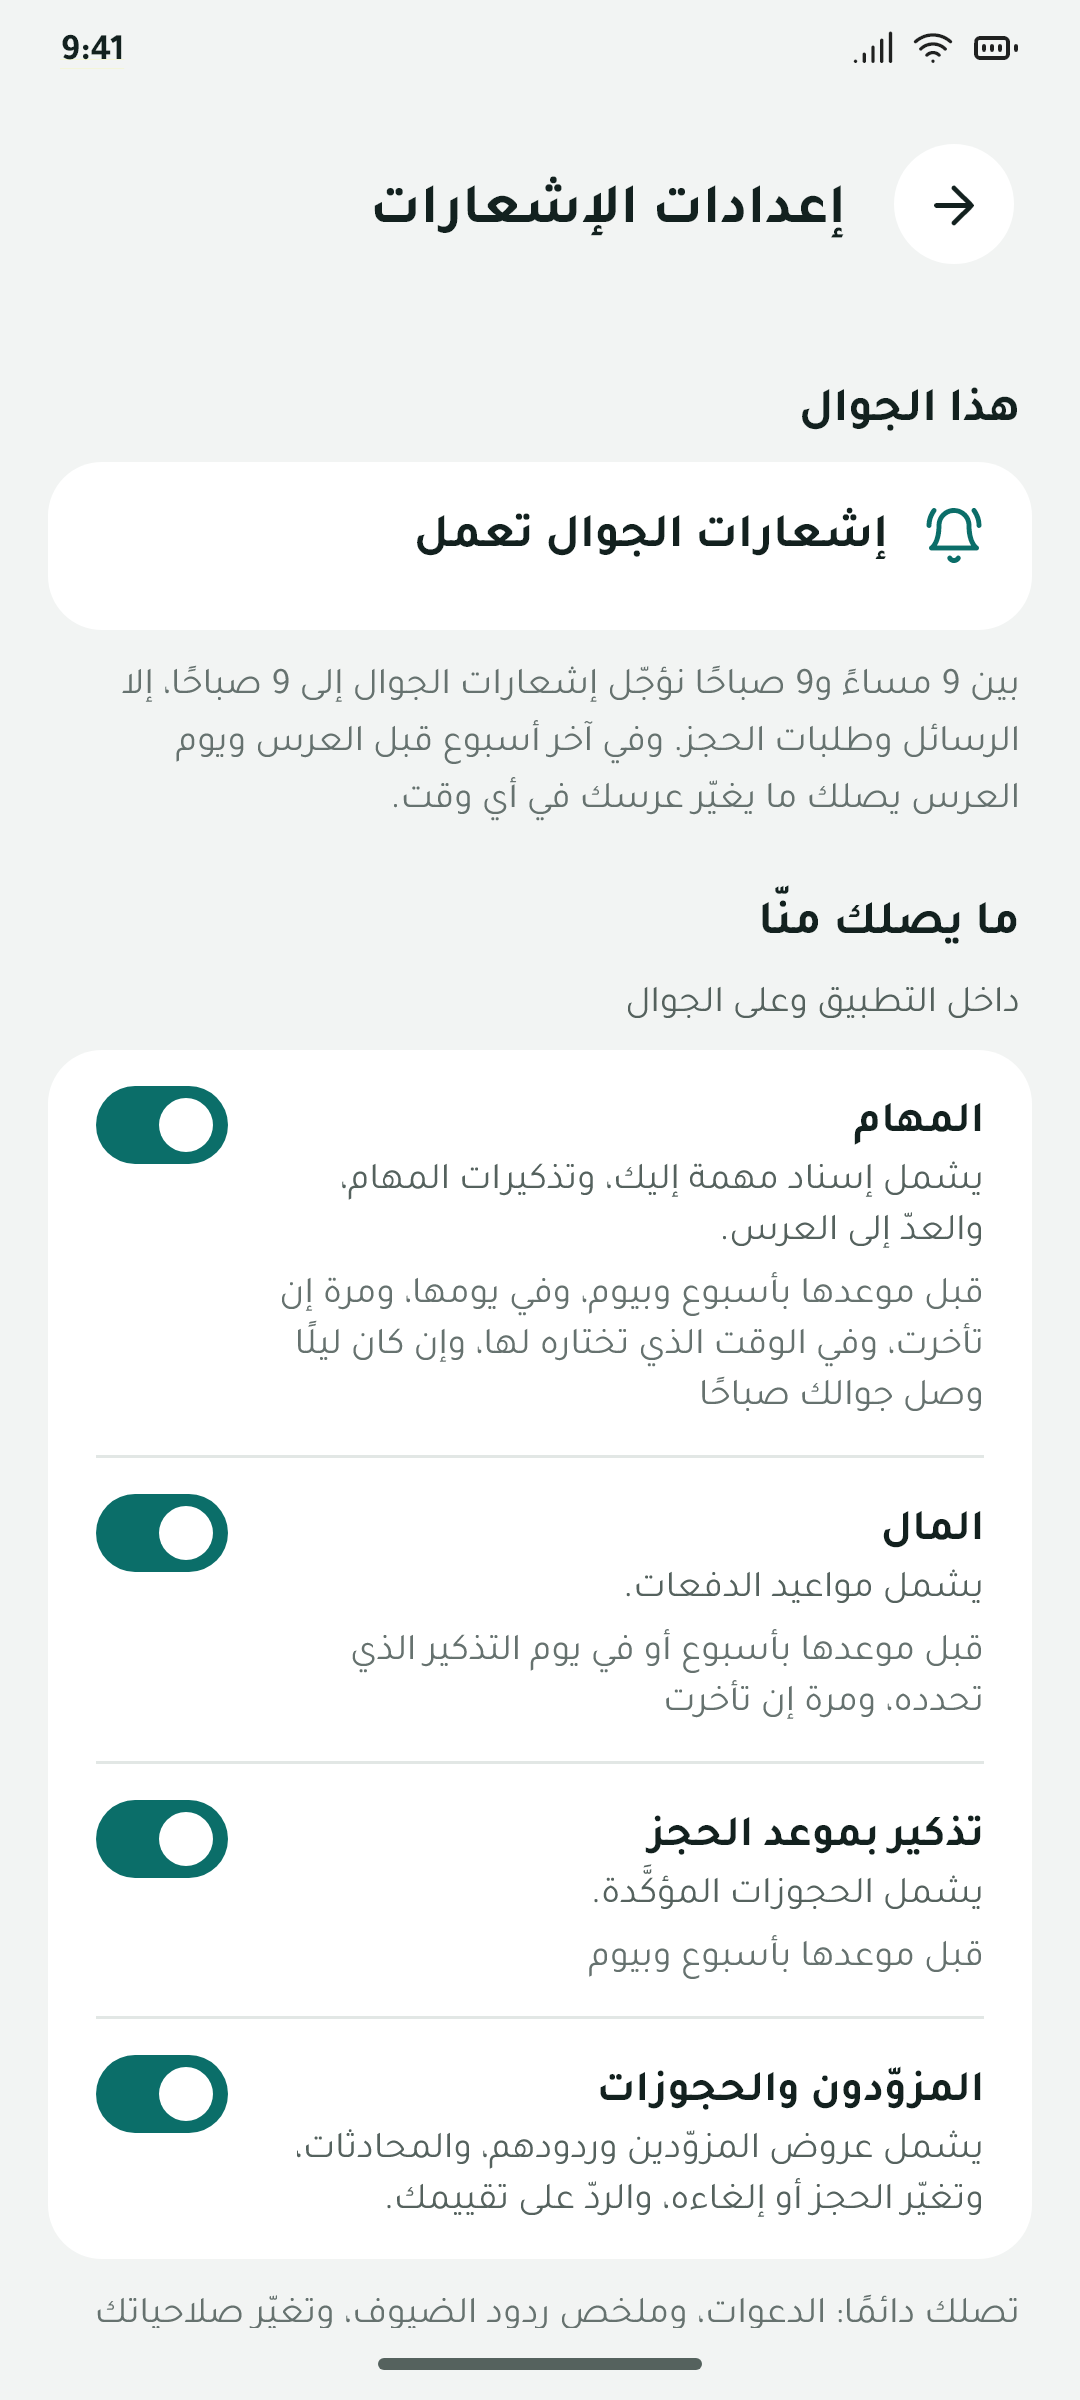 9:41
إعدادات الإشعارات
هذا الجوال
إشعارات الجوال تعمل
بين 9 مساءً و9 صباحًا نؤجّل إشعارات الجوال إلى 9 صباحًا، إلا
الرسائل وطلبات الحجز. وفي آخر أسبوع قبل العرس ويوم
العرس يصلك ما يغيّر عرسك في أي وقت.
ما يصلك منّا
داخل التطبيق وعلى الجوال
المهام
يشمل إسناد مهمة إليك، وتذكيرات المهام،
والعدّ إلى العرس.
قبل موعدها بأسبوع وبيوم، وفي يومها، ومرة إن
تأخرت، وفي الوقت الذي تختاره لها، وإن كان ليلًا
وصل جوالك صباحًا
المال
يشمل مواعيد الدفعات.
قبل موعدها بأسبوع أو في يوم التذكير الذي
تحدده، ومرة إن تأخرت
تذكير بموعد الحجز
يشمل الحجوزات المؤكَّدة.
قبل موعدها بأسبوع وبيوم
المزوّدون والحجوزات
يشمل عروض المزوّدين وردودهم، والمحادثات،
وتغيّر الحجز أو إلغاءه، والردّ على تقييمك.
تصلك دائمًا: الدعوات، وملخص ردود الضيوف، وتغيّر صلاحياتك